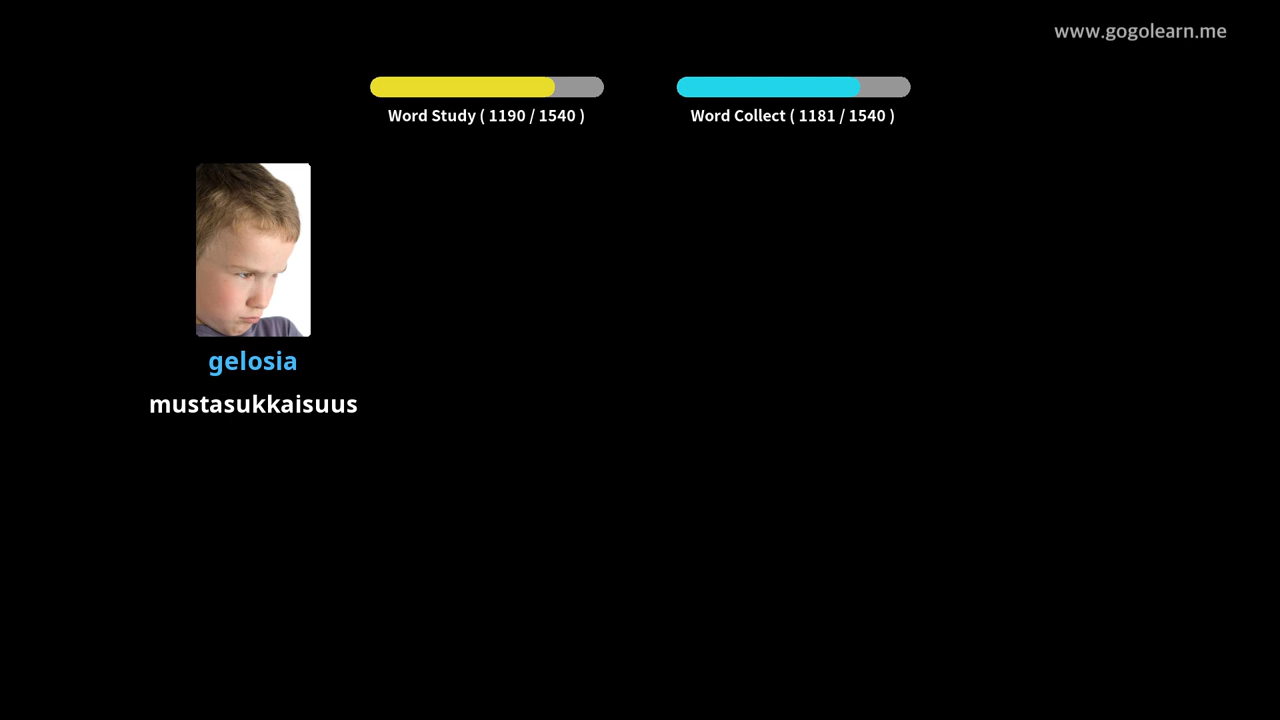 www.gogolearn.me
Word Study ( 1190 / 1540 )
Word Collect ( 1181 / 1540 )
gelosia
mustasukkaisuus